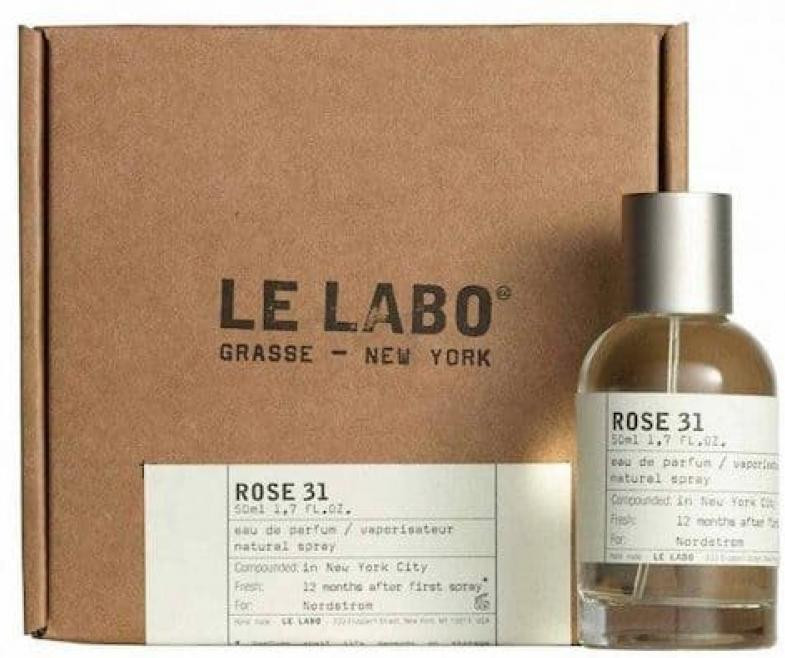 LE LABO
GRASSE — NEW YORK
ROSE 31
50ml 1,7 FL.OZ.
eau de parfum / vaporisateur
natural spray
Compounded: in New York City
Fresh: 12 months after first spray*
For: Nordstrom
LE LABO
ROSE 31
50ml 1,7 FL.OZ.
eau de parfum /
natural spray
Compounded: in New York City
Fresh: 12 months after
For: Nordstrom
LE LABO